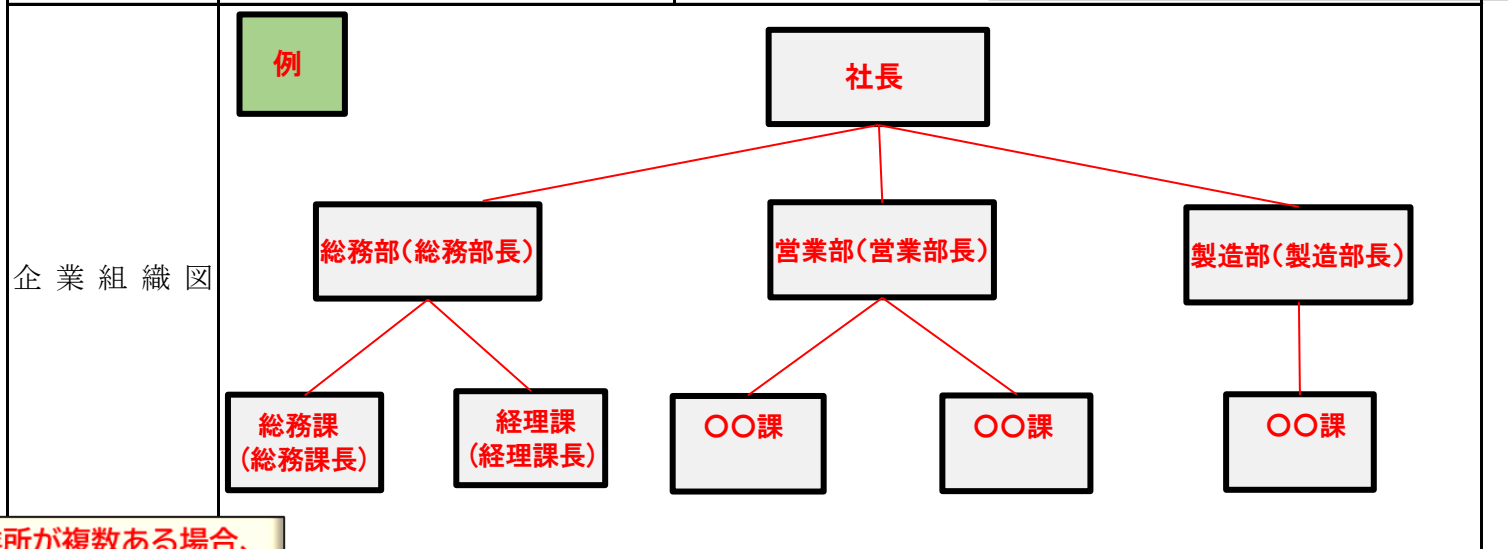 例
社長
企業組織図
総務部（総務部長）
営業部（営業部長）
製造部（製造部長）
総務課
（総務課長）
経理課
（経理課長）
〇〇課
〇〇課
〇〇課
所が複数ある場合、